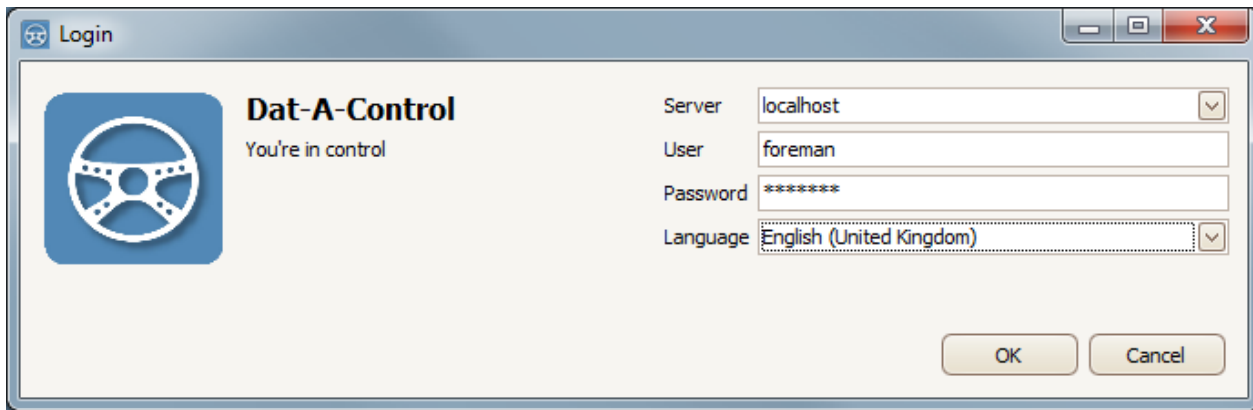 Login
Dat-A-Control
You're in control
Server localhost
User foreman
Password *******
Language English (United Kingdom)
OK Cancel